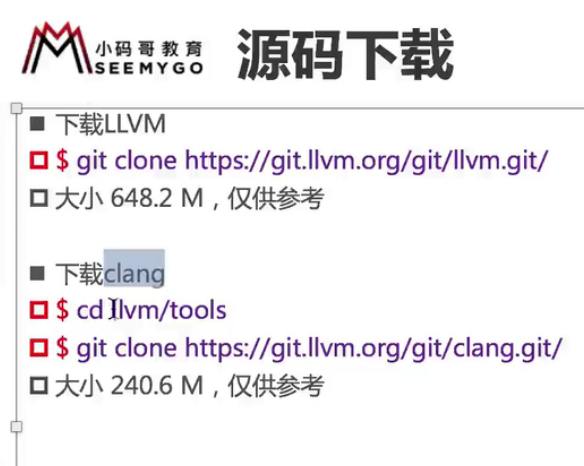 小码哥教育
SEEMYGO
源码下载
下载LLVM
$ git clone https://git.llvm.org/git/llvm.git/
大小 648.2 M，仅供参考
下载clang
$ cd llvm/tools
$ git clone https://git.llvm.org/git/clang.git/
大小 240.6 M，仅供参考